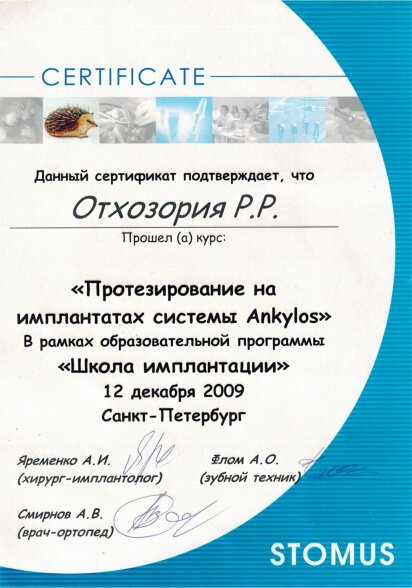 CERTIFICATE
Данный сертификат подтверждает, что
Отхозория Р.Р.
Прошел (а) курс:
«Протезирование на
имплантатах системы Ankylos»
В рамках образовательной программы
«Школа имплантации»
12 декабря 2009
Санкт-Петербург
Яременко А.И.
(хирург-имплантолог)
Флом А.О.
(зубной техник)
Смирнов А.В.
(врач-ортопед)
STOMUS